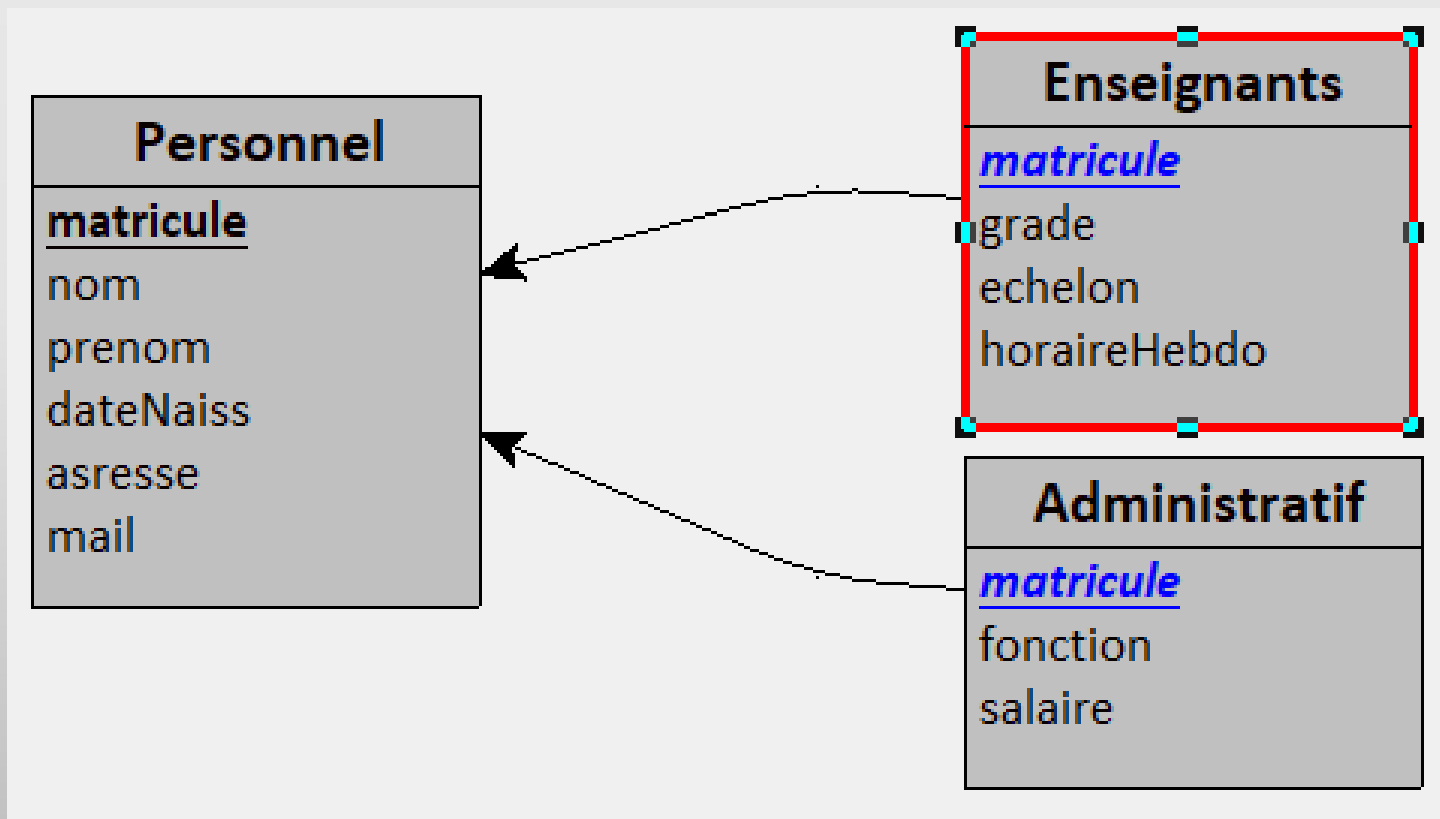 Personnel
matricule
nom
prenom
dateNaiss
asresse
mail
Enseignants
matricule
grade
echelon
horaireHebdo
Administratif
matricule
fonction
salaire